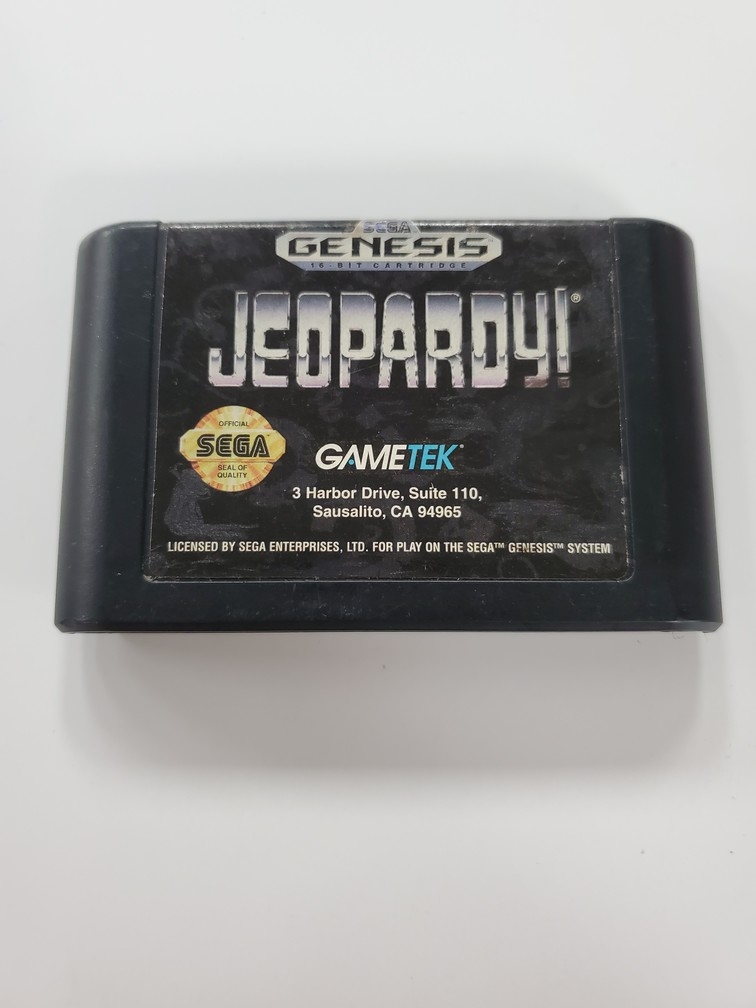 SEGA
GENESIS
16-BIT CARTRIDGE
JEOPARDY!®
OFFICIAL
SEGA™
SEAL OF
QUALITY
GAMETEK®
3 Harbor Drive, Suite 110,
Sausalito, CA 94965
LICENSED BY SEGA ENTERPRISES, LTD. FOR PLAY ON THE SEGA™ GENESIS™ SYSTEM